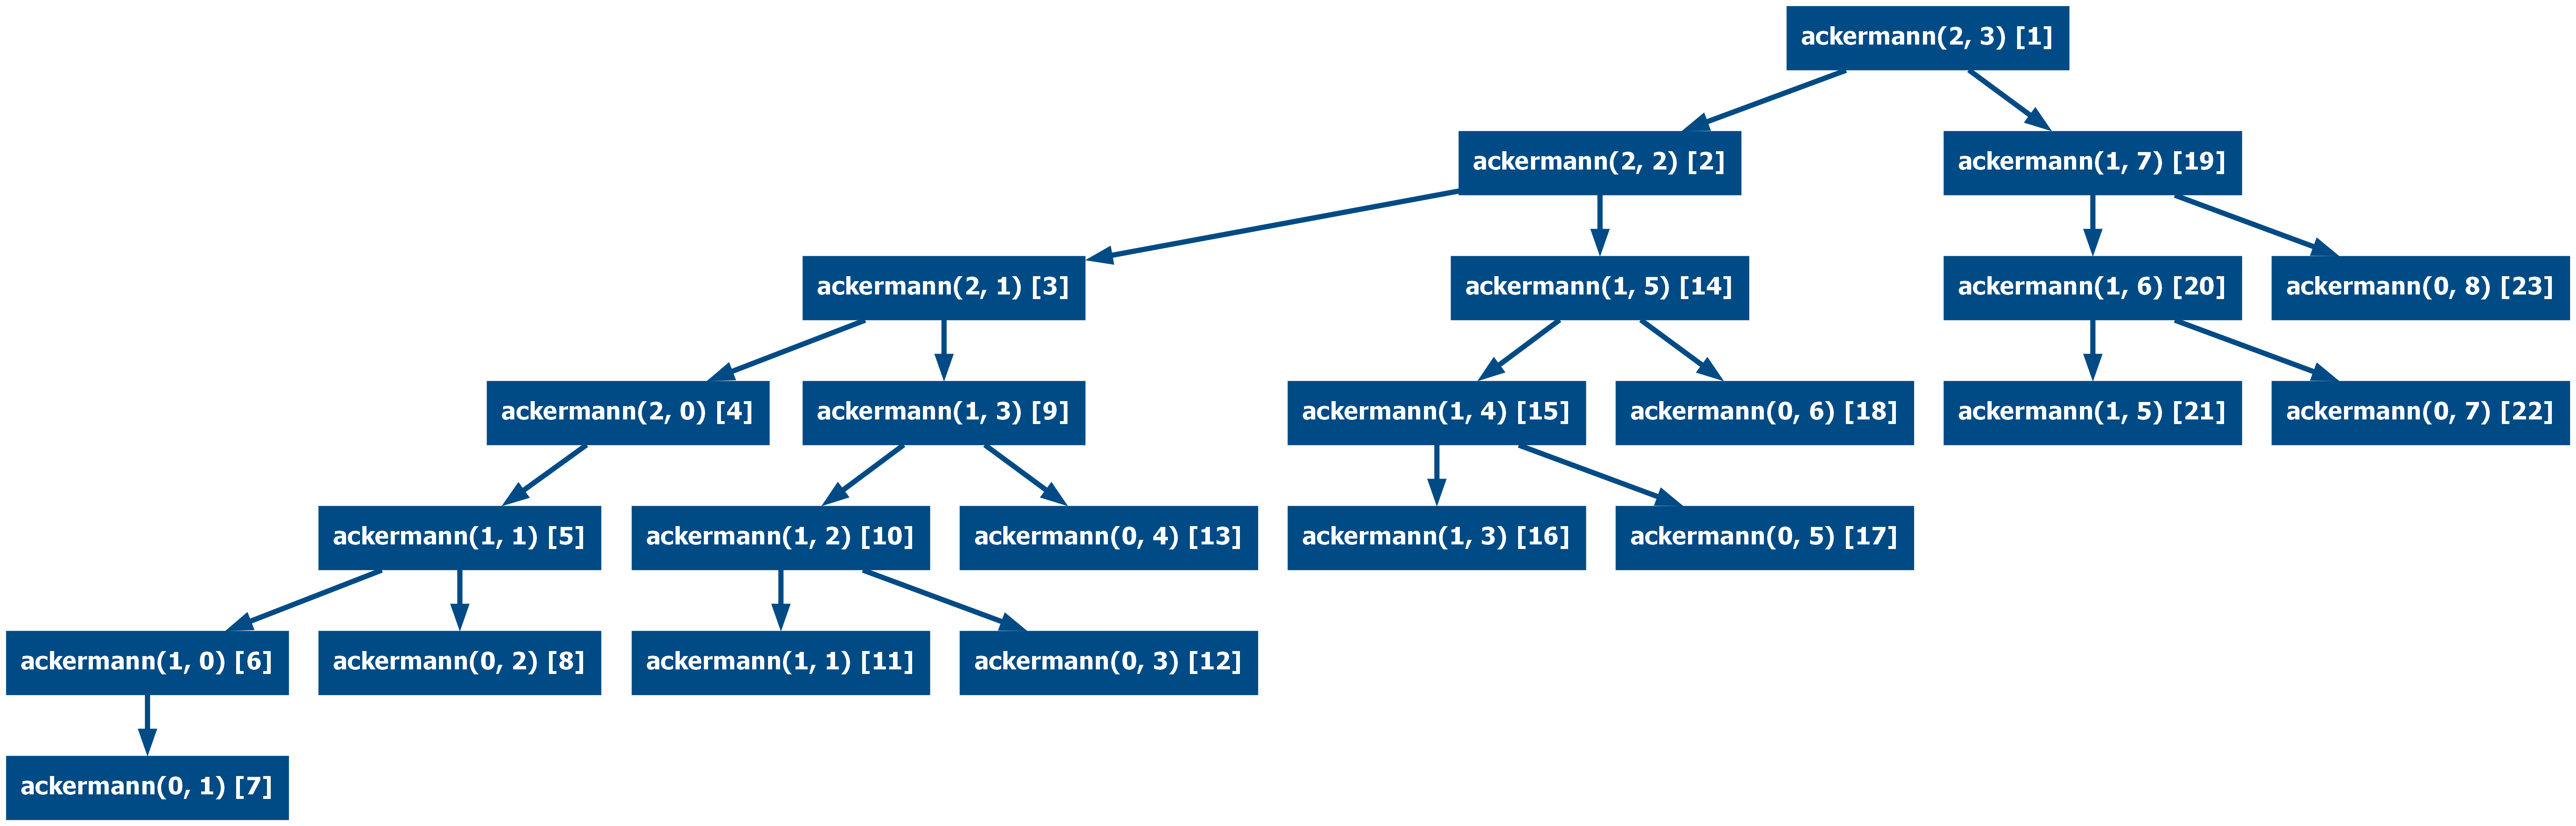 ackermann(2, 3) [1]
ackermann(2, 2) [2]
ackermann(1, 7) [19]
ackermann(2, 1) [3]
ackermann(1, 5) [14]
ackermann(1, 6) [20]
ackermann(0, 8) [23]
ackermann(2, 0) [4]
ackermann(1, 3) [9]
ackermann(1, 4) [15]
ackermann(0, 6) [18]
ackermann(1, 5) [21]
ackermann(0, 7) [22]
ackermann(1, 1) [5]
ackermann(1, 2) [10]
ackermann(0, 4) [13]
ackermann(1, 3) [16]
ackermann(0, 5) [17]
ackermann(1, 0) [6]
ackermann(0, 2) [8]
ackermann(1, 1) [11]
ackermann(0, 3) [12]
ackermann(0, 1) [7]